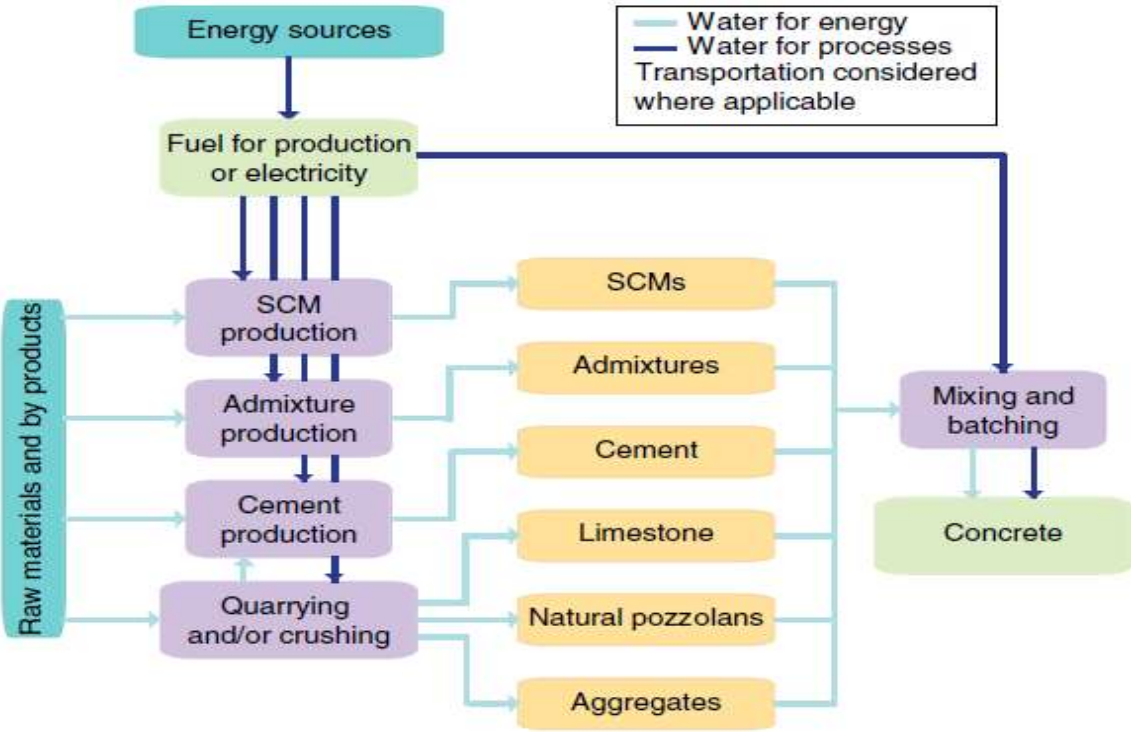 Energy sources
Water for energy
Water for processes
Transportation considered
where applicable
Fuel for production
or electricity
Raw materials and by products
SCM
production
SCMs
Admixture
production
Admixtures
Mixing and
batching
Cement
production
Cement
Limestone
Concrete
Quarrying
and/or crushing
Natural pozzolans
Aggregates